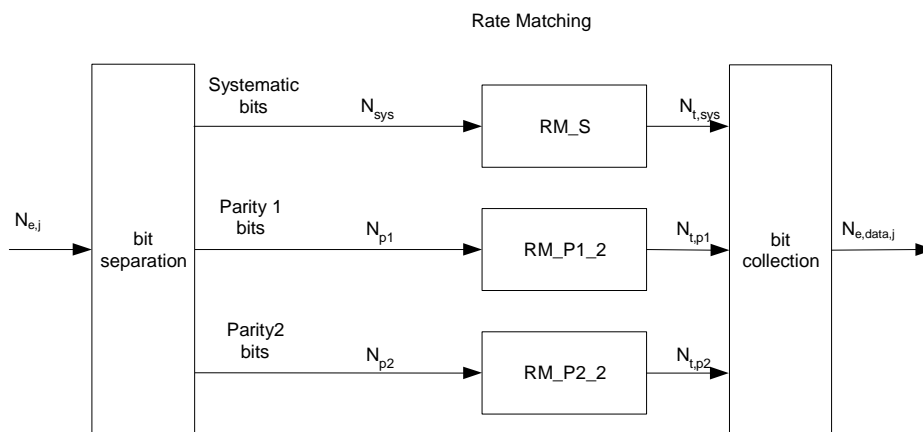 Rate Matching
Systematic
bits
N_sys
RM_S
N_t,sys
N_e,j
bit
separation
Parity 1
bits
N_p1
RM_P1_2
N_t,p1
bit
collection
N_e,data,j
Parity2
bits
N_p2
RM_P2_2
N_t,p2